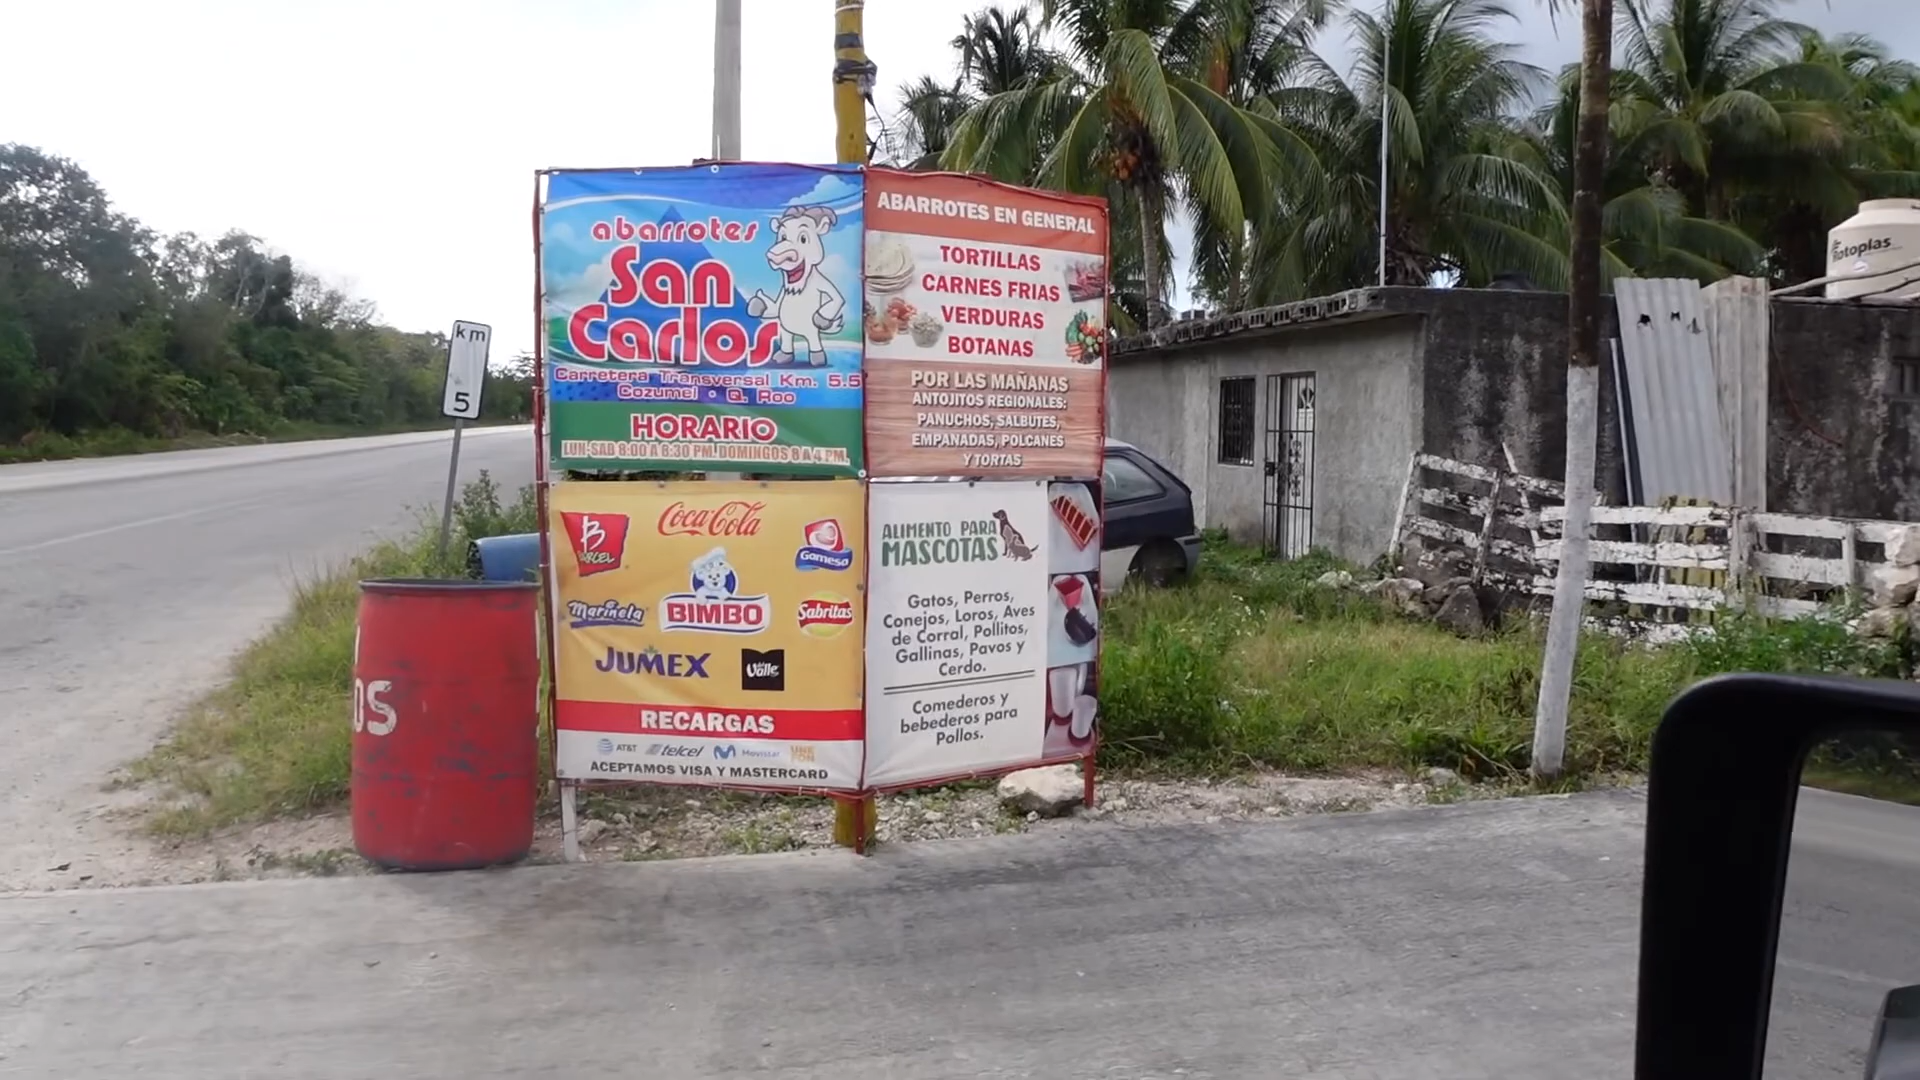 km
5
abarrotes
San
Carlos
Carretera Transversal Km. 5.5
Cozumel - Q. Roo
HORARIO
LUN-SAB 8:00 A 8:30 PM. DOMINGOS 8 A 4 PM.
ABARROTES EN GENERAL
TORTILLAS
CARNES FRIAS
VERDURAS
BOTANAS
POR LAS MAÑANAS
ANTOJITOS REGIONALES:
PANUCHOS, SALBUTES,
EMPANADAS, POLCANES
Y TORTAS
B
BARCEL
Coca-Cola
Gamesa
Marinela
BIMBO
Sabritas
JUMEX
del Valle
RECARGAS
AT&T telcel Movistar UNEFON
ACEPTAMOS VISA Y MASTERCARD
ALIMENTO PARA
MASCOTAS
Gatos, Perros,
Conejos, Loros, Aves
de Corral, Pollitos,
Gallinas, Pavos y
Cerdo.
Comederos y
bebederos para
Pollos.
OS
Rotoplas